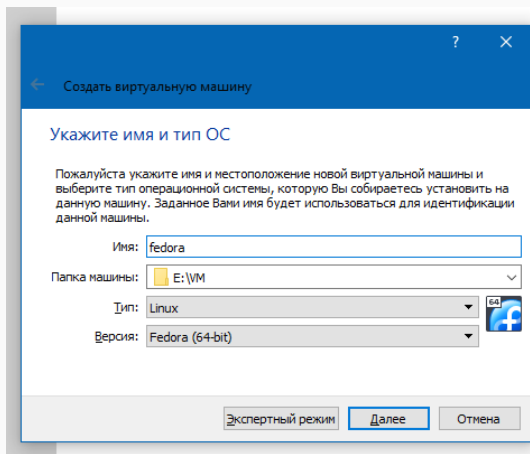 ?
Создать виртуальную машину
Укажите имя и тип ОС
Пожалуйста укажите имя и местоположение новой виртуальной машины и
выберите тип операционной системы, которую Вы собираетесь установить на
данную машину. Заданное Вами имя будет использоваться для идентификации
данной машины.
Имя: fedora
Папка машины: E:\VM
Тип: Linux
64
Версия: Fedora (64-bit)
Экспертный режим Далее Отмена